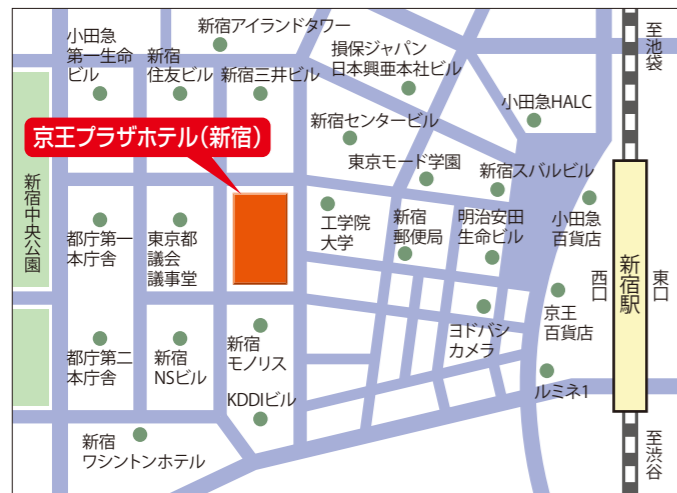 新宿アイランドタワー
小田急
第一生命
ビル
新宿
住友ビル
新宿三井ビル
損保ジャパン
日本興亜本社ビル
至池袋
小田急HALC
新宿センタービル
京王プラザホテル(新宿)
東京モード学園
新宿スバルビル
新宿中央公園
都庁第一
本庁舎
東京都
議会
議事堂
工学院
大学
新宿
郵便局
明治安田
生命ビル
小田急
百貨店
西口
新宿駅
東口
京王
百貨店
ヨドバシ
カメラ
都庁第二
本庁舎
新宿
NSビル
新宿
モノリス
KDDIビル
ルミネ1
新宿
ワシントンホテル
至渋谷